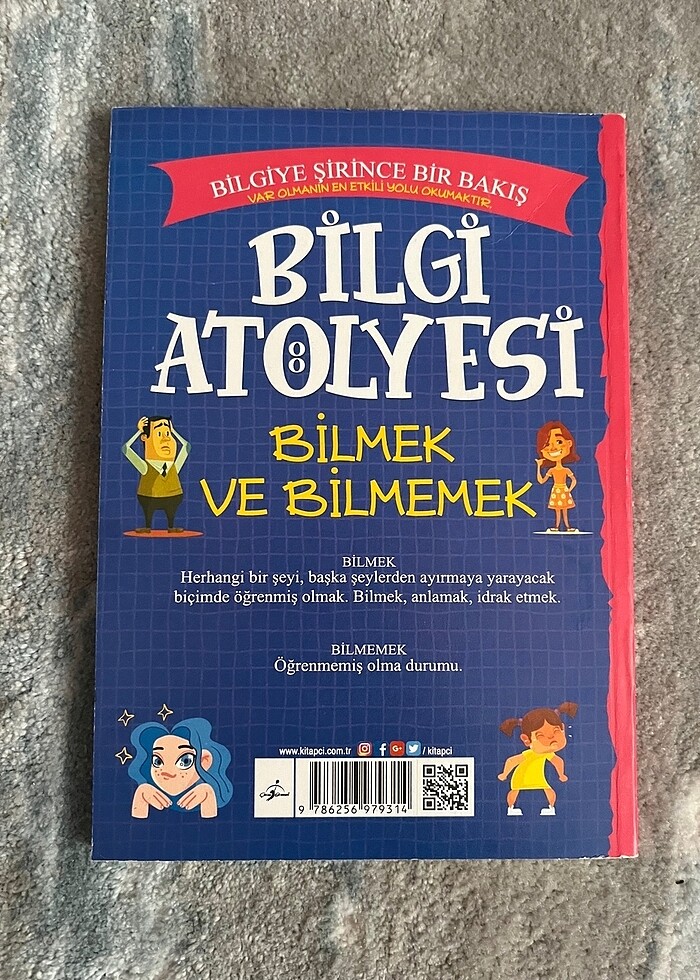 BİLGİYE ŞİRİNCE BİR BAKIŞ
VAR OLMANIN EN ETKİLİ YOLU OKUMAKTIR.
BİLGİ
ATÖLYESİ
BİLMEK
VE BİLMEMEK
BİLMEK
Herhangi bir şeyi, başka şeylerden ayırmaya yarayacak
biçimde öğrenmiş olmak. Bilmek, anlamak, idrak etmek.
BİLMEMEK
Öğrenmemiş olma durumu.
www.kitapci.com.tr / kitapci
9 786256 979314